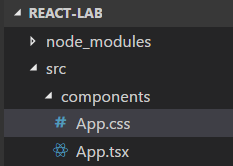 REACT-LAB
node_modules
src
components
# App.css
App.tsx